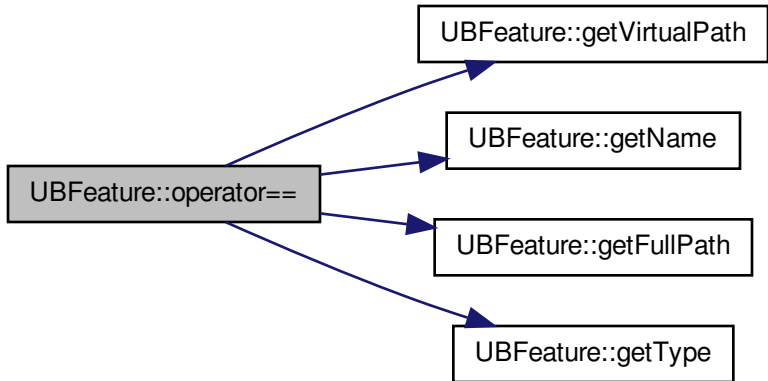 UBFeature::getVirtualPath
UBFeature::getName
UBFeature::operator==
UBFeature::getFullPath
UBFeature::getType